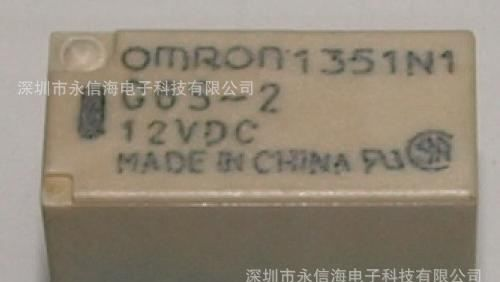 omron 1351N1
深圳市永信海电子科技有限公司
G6S-2
12VDC
MADE IN CHINA
深圳市永信海电子科技有限公司